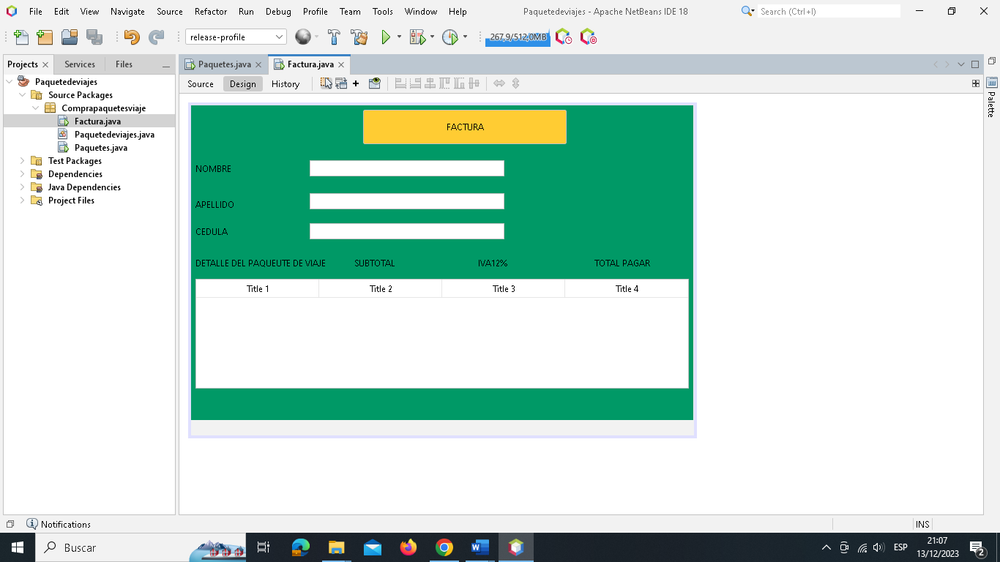 File Edit View Navigate Source Refactor Run Debug Profile Team Tools Window Help
Paquetedeviajes - Apache NetBeans IDE 18
Search (Ctrl+I)
release-profile
267,9/512,0MB
Projects
Services
Files
Paquetes.java
Factura.java
Source
Design
History
Palette
Paquetedeviajes
Source Packages
Comprapaquetesviaje
Factura.java
Paquetedeviajes.java
Paquetes.java
Test Packages
Dependencies
Java Dependencies
Project Files
FACTURA
NOMBRE
APELLIDO
CEDULA
DETALLE DEL PAQUEUTE DE VIAJE SUBTOTAL IVA12% TOTAL PAGAR
Title 1 Title 2 Title 3 Title 4
Notifications
INS
Buscar
ESP
21:07
13/12/2023
2